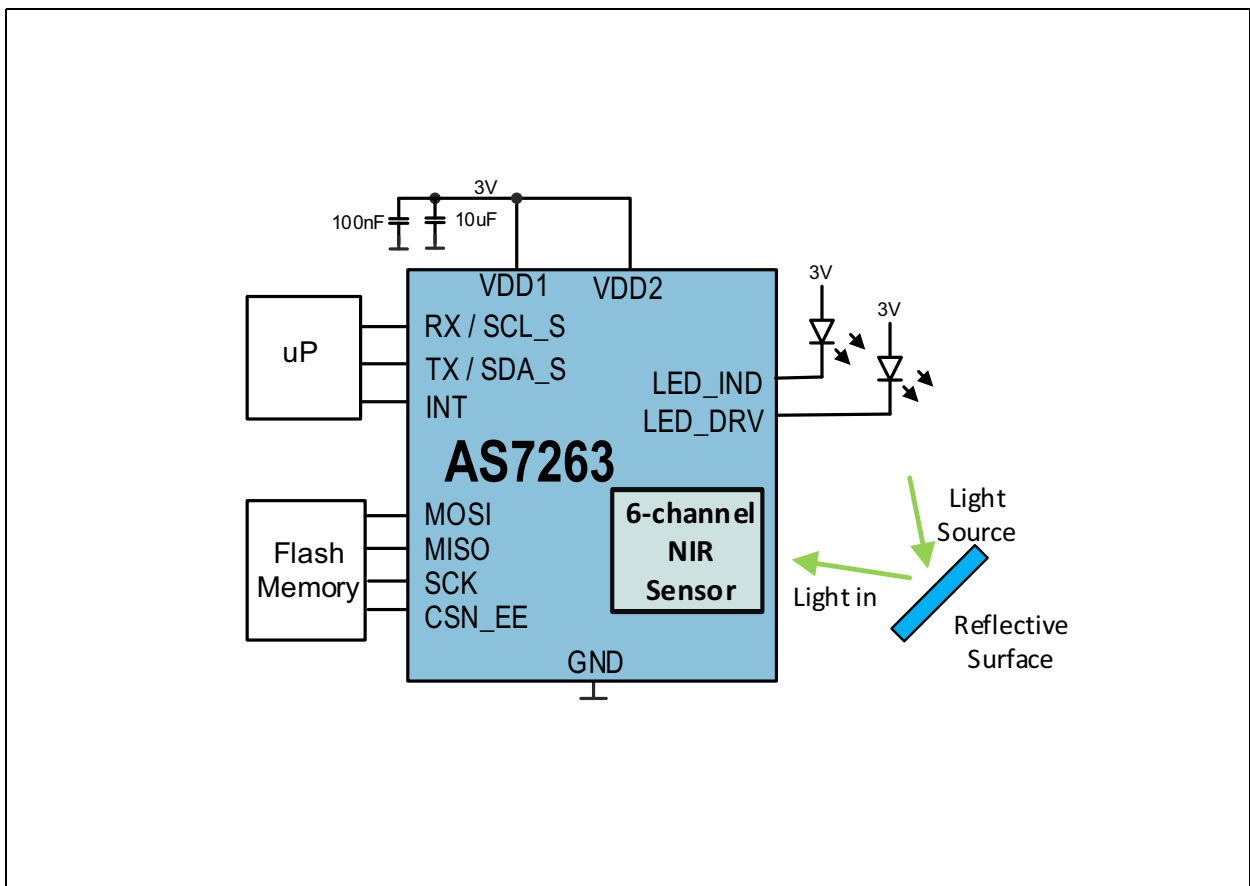 3V
100nF
10uF
VDD1
VDD2
3V
3V
uP
RX / SCL_S
TX / SDA_S
INT
LED_IND
LED_DRV
AS7263
Flash
Memory
MOSI
MISO
SCK
CSN_EE
6-channel
NIR
Sensor
Light
Source
Light in
Reflective
Surface
GND